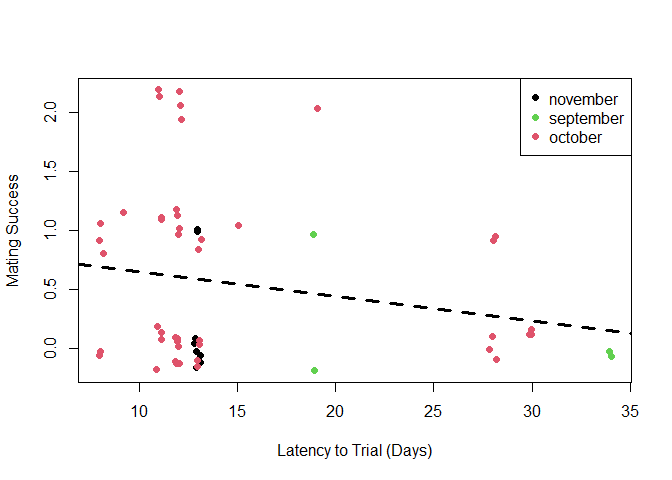 november
september
october
2.0
1.5
1.0
0.5
0.0
Mating Success
10 15 20 25 30 35
Latency to Trial (Days)